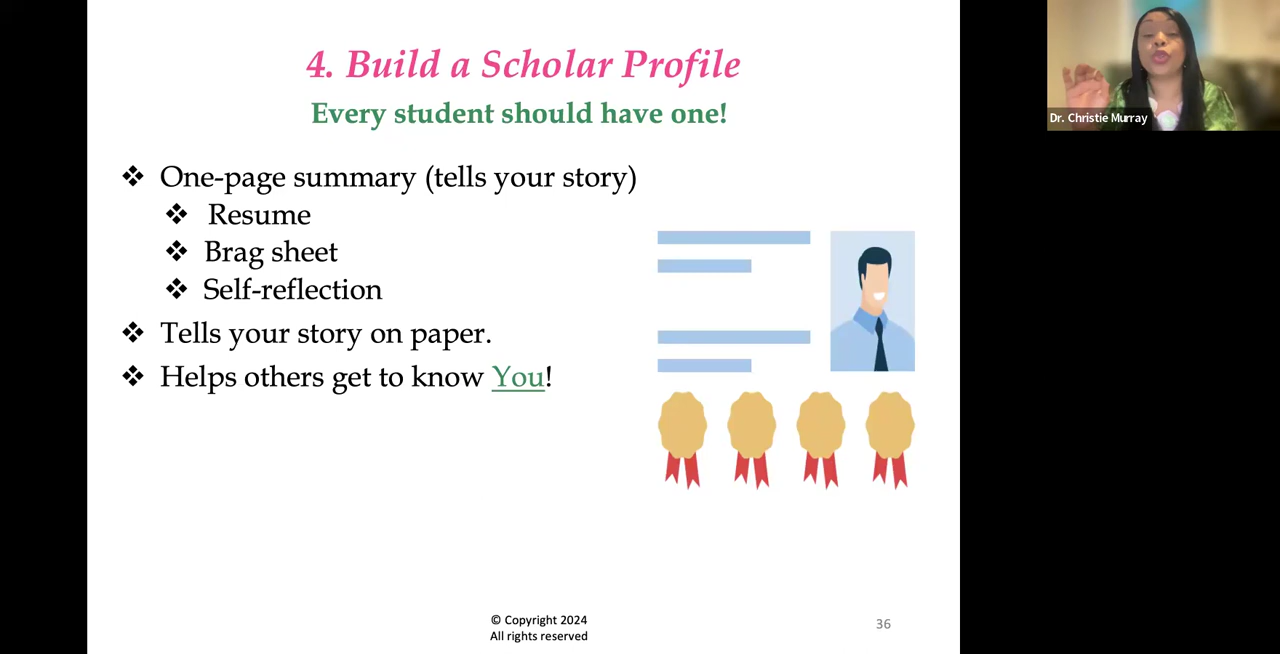 4. Build a Scholar Profile
Every student should have one!
❖ One-page summary (tells your story)
❖ Resume
❖ Brag sheet
❖ Self-reflection
❖ Tells your story on paper.
❖ Helps others get to know You!
© Copyright 2024
All rights reserved
36
Dr. Christie Murray